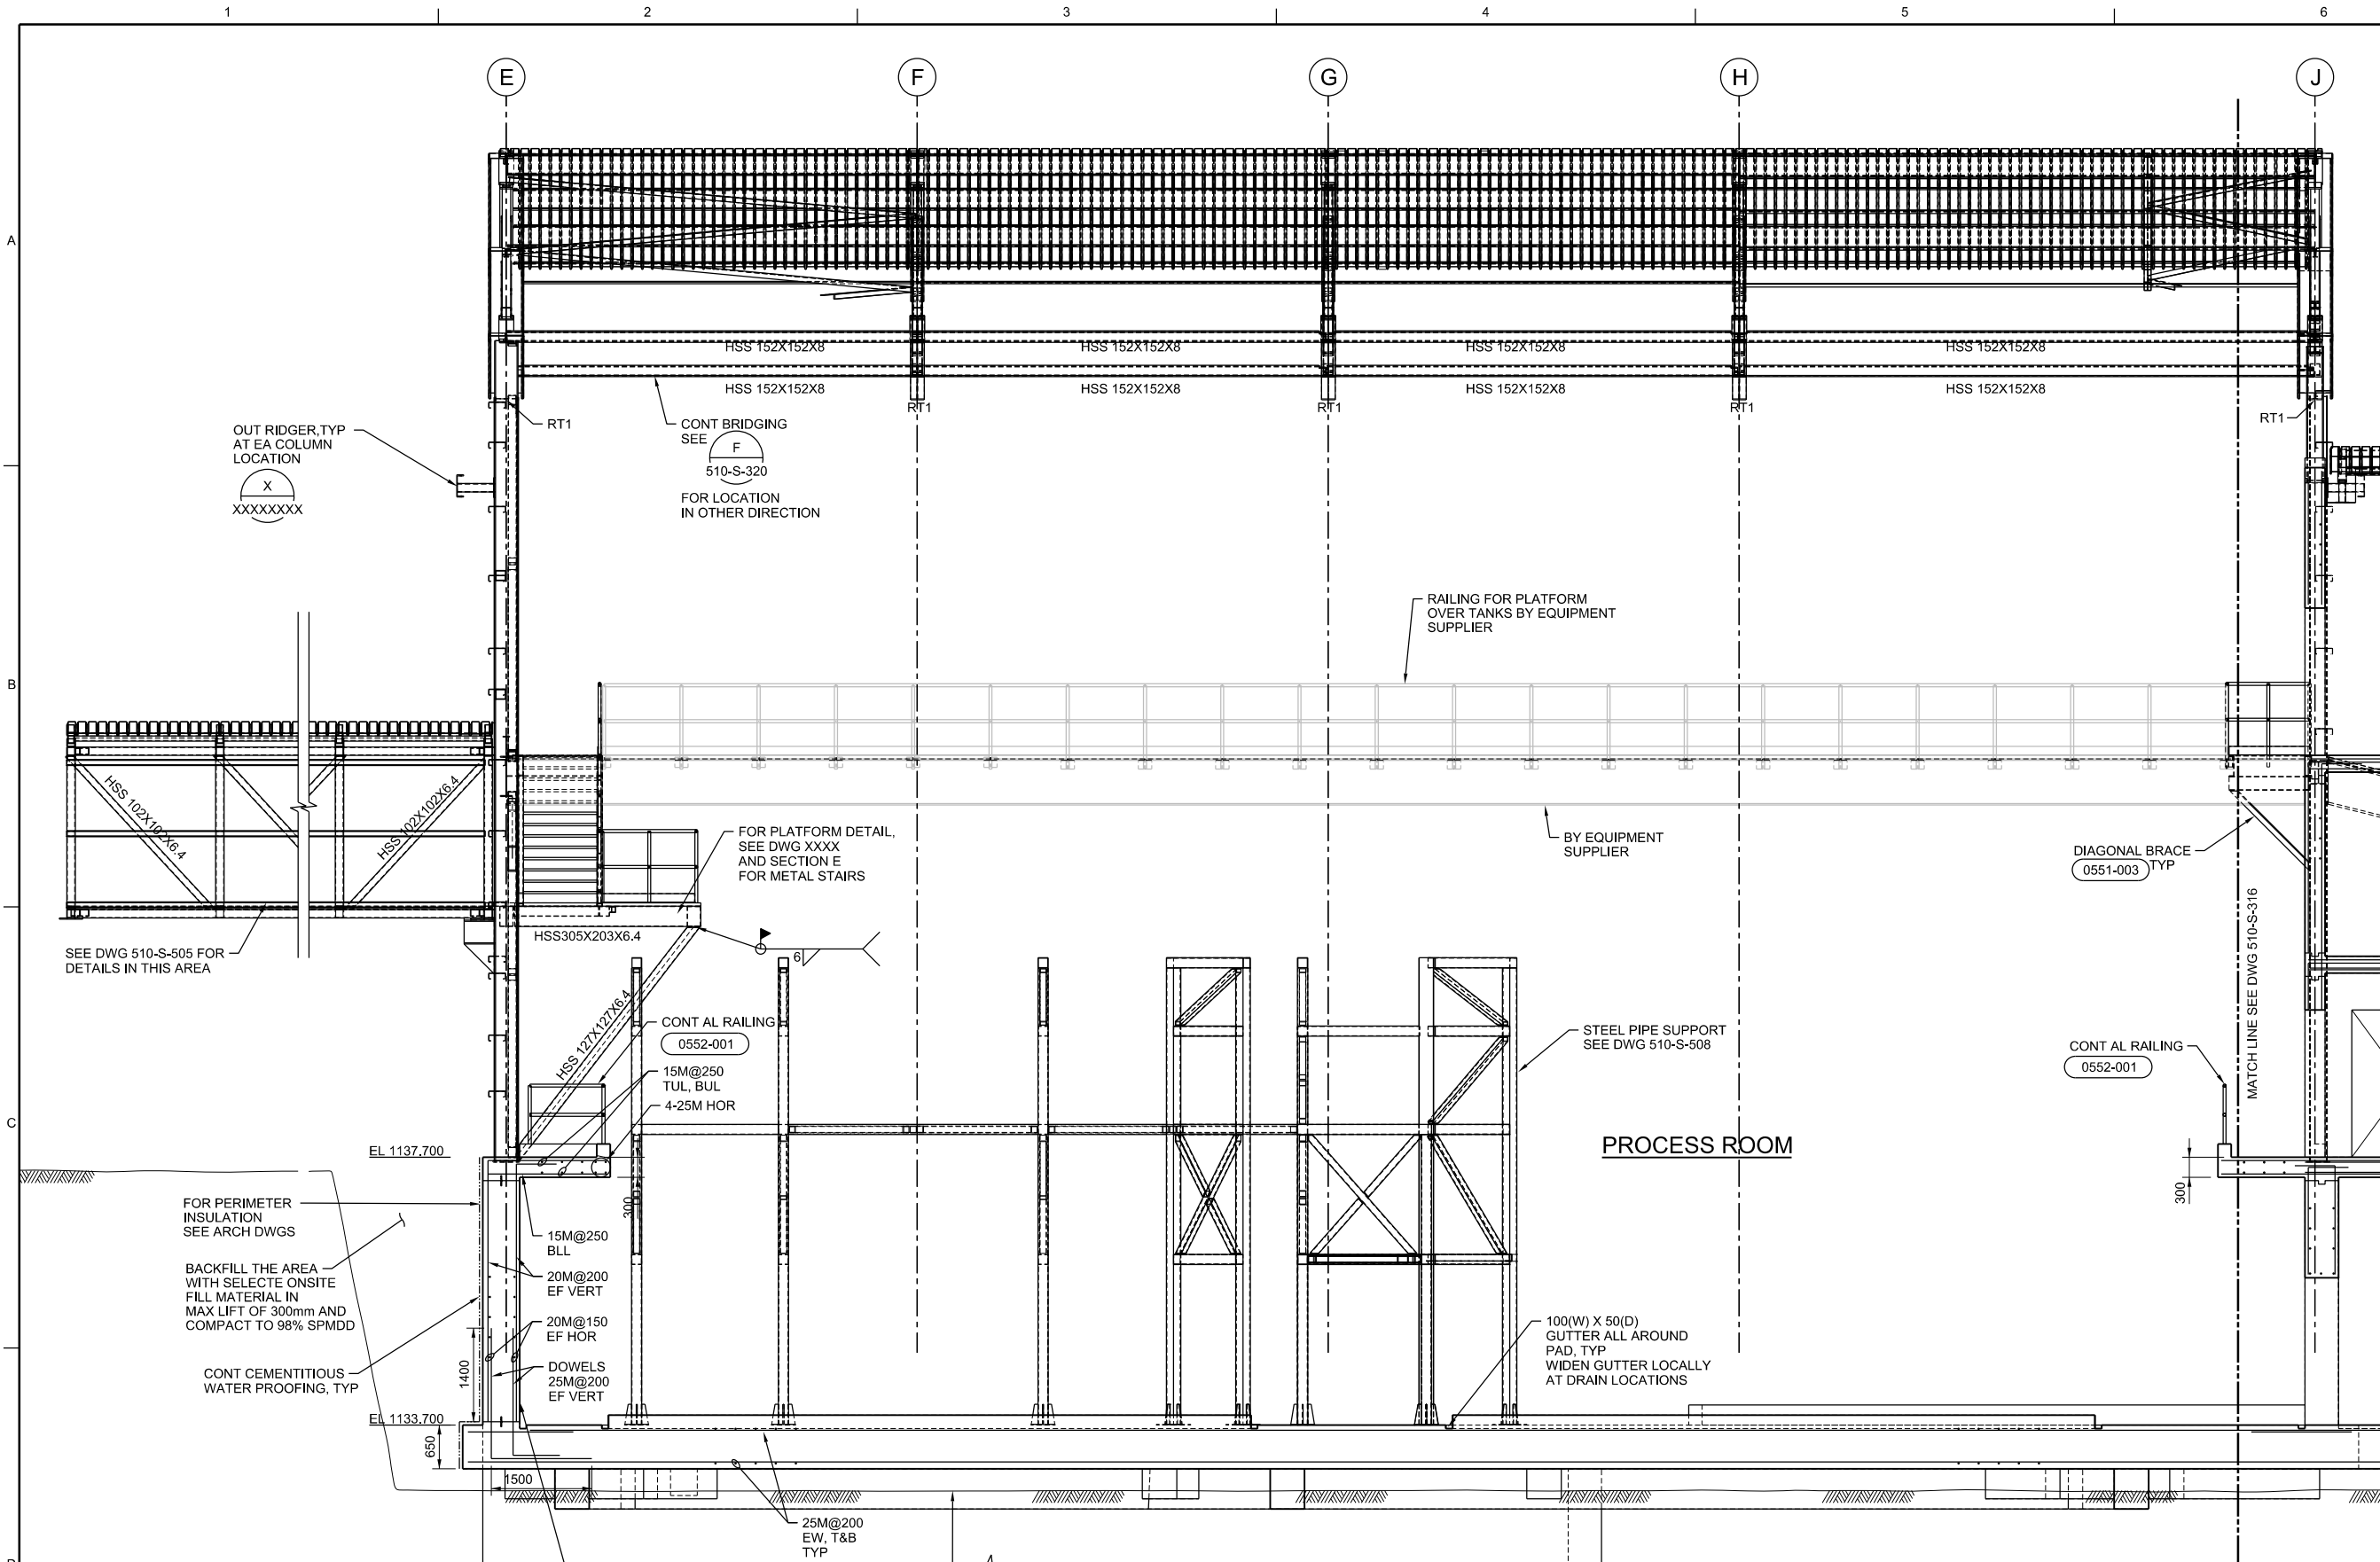 1
2
3
4
5
6
E
F
G
H
J
A
HSS 152X152X8
HSS 152X152X8
HSS 152X152X8
HSS 152X152X8
HSS 152X152X8
HSS 152X152X8
HSS 152X152X8
HSS 152X152X8
RT1
RT1
RT1
RT1
RT1
OUT RIDGER,TYP
AT EA COLUMN
LOCATION
X
XXXXXXXX
CONT BRIDGING
SEE
F
510-S-320
FOR LOCATION
IN OTHER DIRECTION
RAILING FOR PLATFORM
OVER TANKS BY EQUIPMENT
SUPPLIER
B
HSS 102X102X6.4
HSS 102X102X6.4
FOR PLATFORM DETAIL,
SEE DWG XXXX
AND SECTION E
FOR METAL STAIRS
BY EQUIPMENT
SUPPLIER
DIAGONAL BRACE
0551-003
TYP
MATCH LINE SEE DWG 510-S-316
SEE DWG 510-S-505 FOR
DETAILS IN THIS AREA
HSS305X203X6.4
6
HSS 127X127X6.4
CONT AL RAILING
0552-001
15M@250
TUL, BUL
4-25M HOR
STEEL PIPE SUPPORT
SEE DWG 510-S-508
CONT AL RAILING
0552-001
C
PROCESS ROOM
EL 1137,700
300
300
FOR PERIMETER
INSULATION
SEE ARCH DWGS
15M@250
BLL
BACKFILL THE AREA
WITH SELECTE ONSITE
FILL MATERIAL IN
MAX LIFT OF 300mm AND
COMPACT TO 98% SPMDD
20M@200
EF VERT
20M@150
EF HOR
CONT CEMENTITIOUS
WATER PROOFING, TYP
1400
DOWELS
25M@200
EF VERT
100(W) X 50(D)
GUTTER ALL AROUND
PAD, TYP
WIDEN GUTTER LOCALLY
AT DRAIN LOCATIONS
EL 1133,700
650
1500
25M@200
EW, T&B
TYP